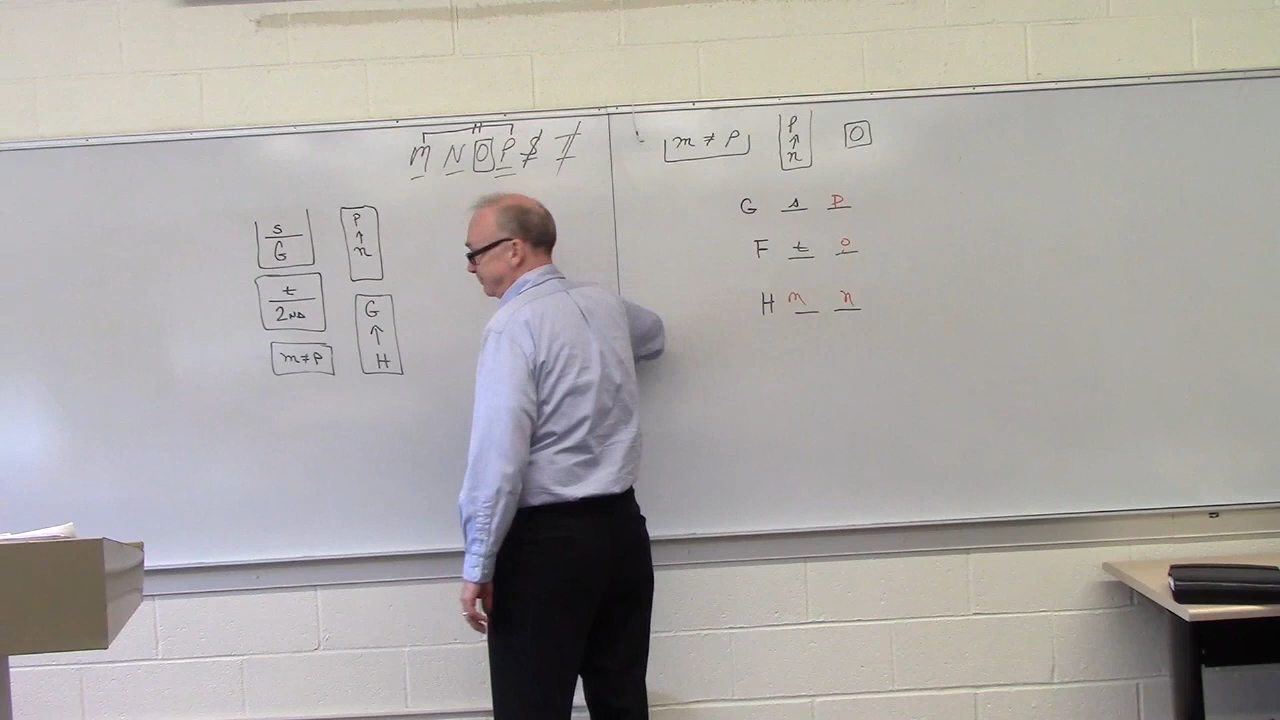 M N O P S T
s
G
t
2ND
m ≠ P
P
↑
n
G
↑
H
m ≠ P
P
↑
n
O
G s P
F t o
H m n